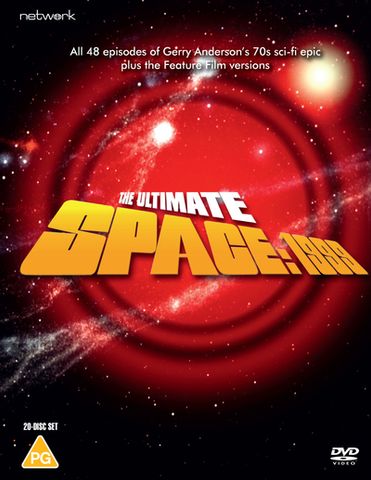 network
All 48 episodes of Gerry Anderson's 70s sci-fi epic
plus the Feature Film versions
THE ULTIMATE
SPACE: 1999
20-DISC SET
PG
DVD
VIDEO